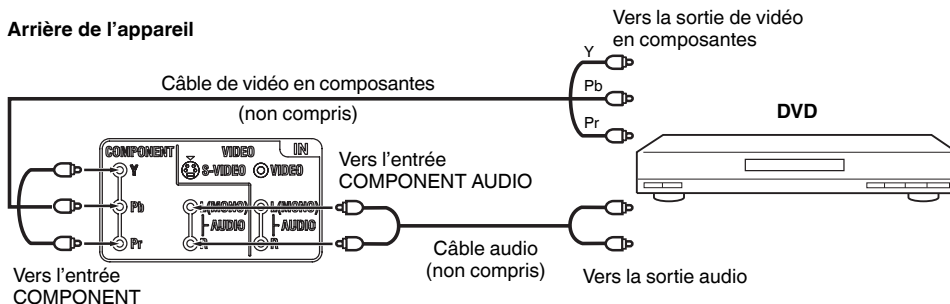 Arrière de l'appareil
Vers la sortie de vidéo
en composantes
Y
Câble de vidéo en composantes
(non compris)
Pb
Pr
DVD
COMPONENT
VIDEO
IN
Y
S-VIDEO
VIDEO
Vers l'entrée
COMPONENT AUDIO
Pb
L(MONO)
L(MONO)
AUDIO
AUDIO
Pr
R
R
Câble audio
(non compris)
Vers la sortie audio
Vers l'entrée
COMPONENT